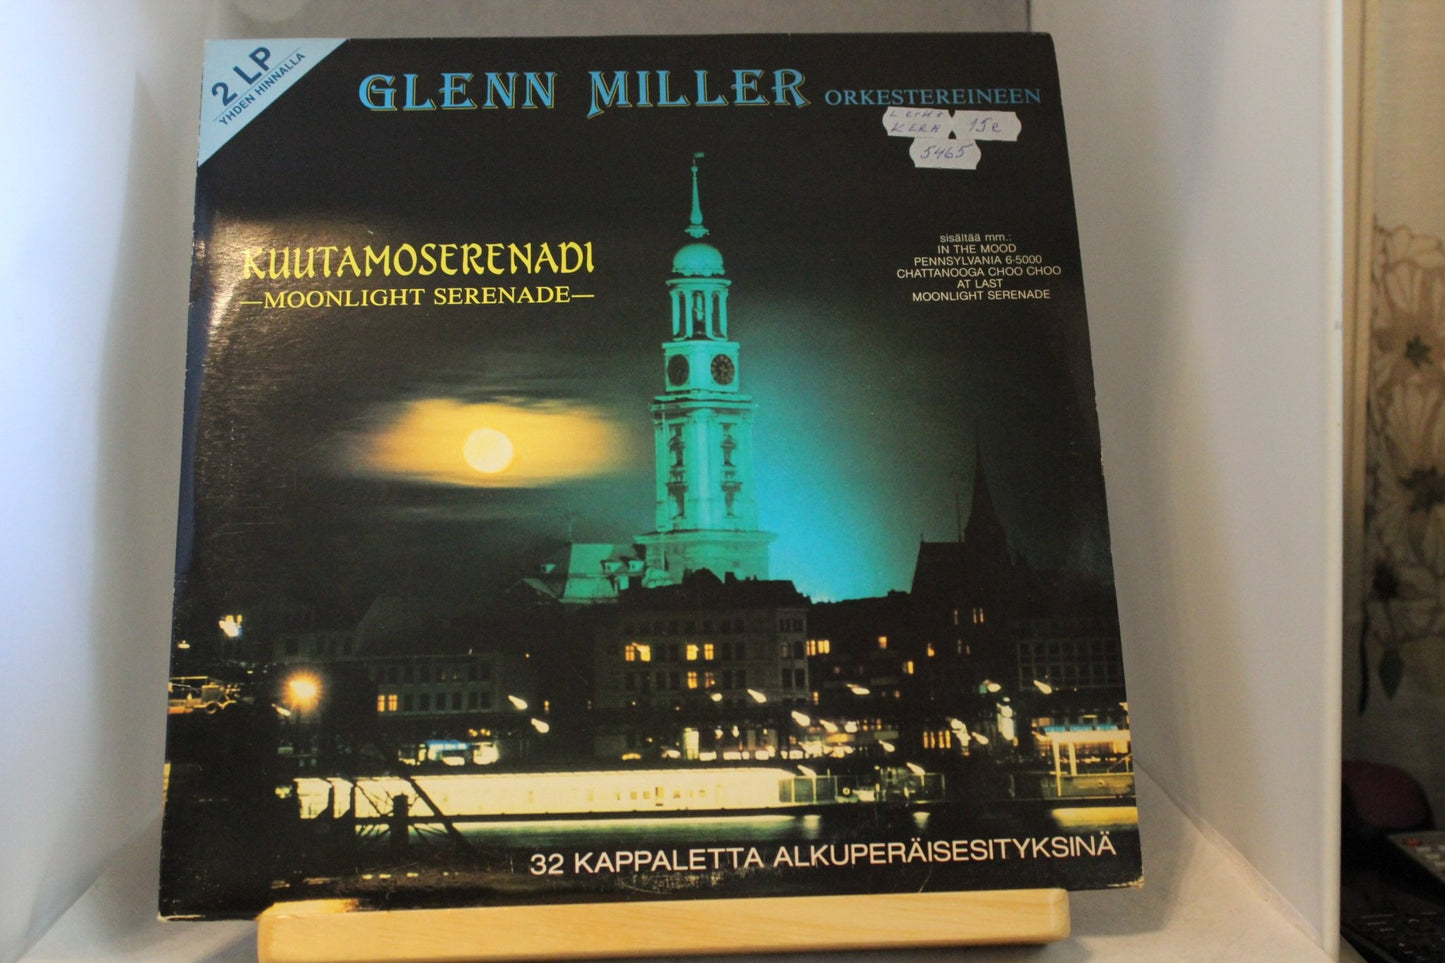 2 LP
YHDEN HINNALLA
GLENN MILLER ORKESTEREINEEN
KERH
15e
5465
KUUTAMOSERENADI
—MOONLIGHT SERENADE—
sisältää mm.:
IN THE MOOD
PENNSYLVANIA 6-5000
CHATTANOOGA CHOO CHOO
AT LAST
MOONLIGHT SERENADE
32 KAPPALETTA ALKUPERÄISESITYKSINÄ